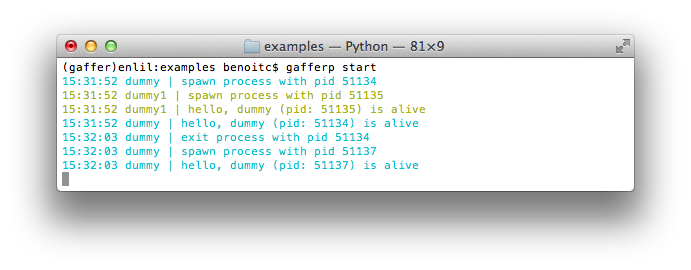 examples — Python — 81×9
(gaffer)enlil:examples benoitc$ gafferp start
15:31:52 dummy | spawn process with pid 51134
15:31:52 dummy1 | spawn process with pid 51135
15:31:52 dummy1 | hello, dummy (pid: 51135) is alive
15:31:52 dummy | hello, dummy (pid: 51134) is alive
15:32:03 dummy | exit process with pid 51134
15:32:03 dummy | spawn process with pid 51137
15:32:03 dummy | hello, dummy (pid: 51137) is alive